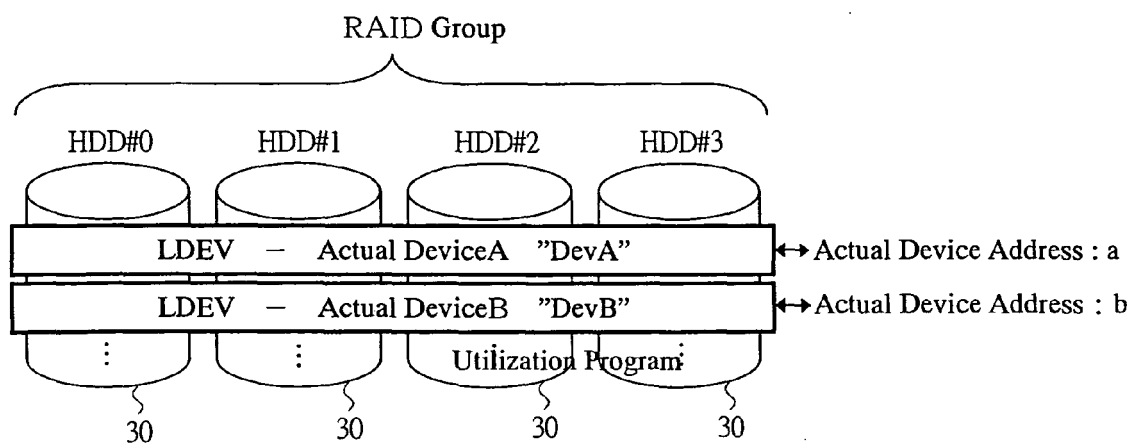 RAID Group
HDD#0 HDD#1 HDD#2 HDD#3
LDEV — Actual DeviceA ”DevA” Actual Device Address : a
LDEV — Actual DeviceB ”DevB” Actual Device Address : b
Utilization Program
30 30 30 30